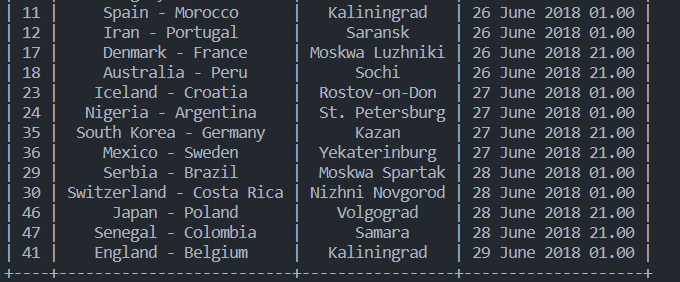 | 11 | Spain - Morocco | Kaliningrad | 26 June 2018 01.00 |
| 12 | Iran - Portugal | Saransk | 26 June 2018 01.00 |
| 17 | Denmark - France | Moskwa Luzhniki | 26 June 2018 21.00 |
| 18 | Australia - Peru | Sochi | 26 June 2018 21.00 |
| 23 | Iceland - Croatia | Rostov-on-Don | 27 June 2018 01.00 |
| 24 | Nigeria - Argentina | St. Petersburg | 27 June 2018 01.00 |
| 35 | South Korea - Germany | Kazan | 27 June 2018 21.00 |
| 36 | Mexico - Sweden | Yekaterinburg | 27 June 2018 21.00 |
| 29 | Serbia - Brazil | Moskwa Spartak | 28 June 2018 01.00 |
| 30 | Switzerland - Costa Rica | Nizhni Novgorod | 28 June 2018 01.00 |
| 46 | Japan - Poland | Volgograd | 28 June 2018 21.00 |
| 47 | Senegal - Colombia | Samara | 28 June 2018 21.00 |
| 41 | England - Belgium | Kaliningrad | 29 June 2018 01.00 |
+----+--------------------------+-----------------+--------------------+